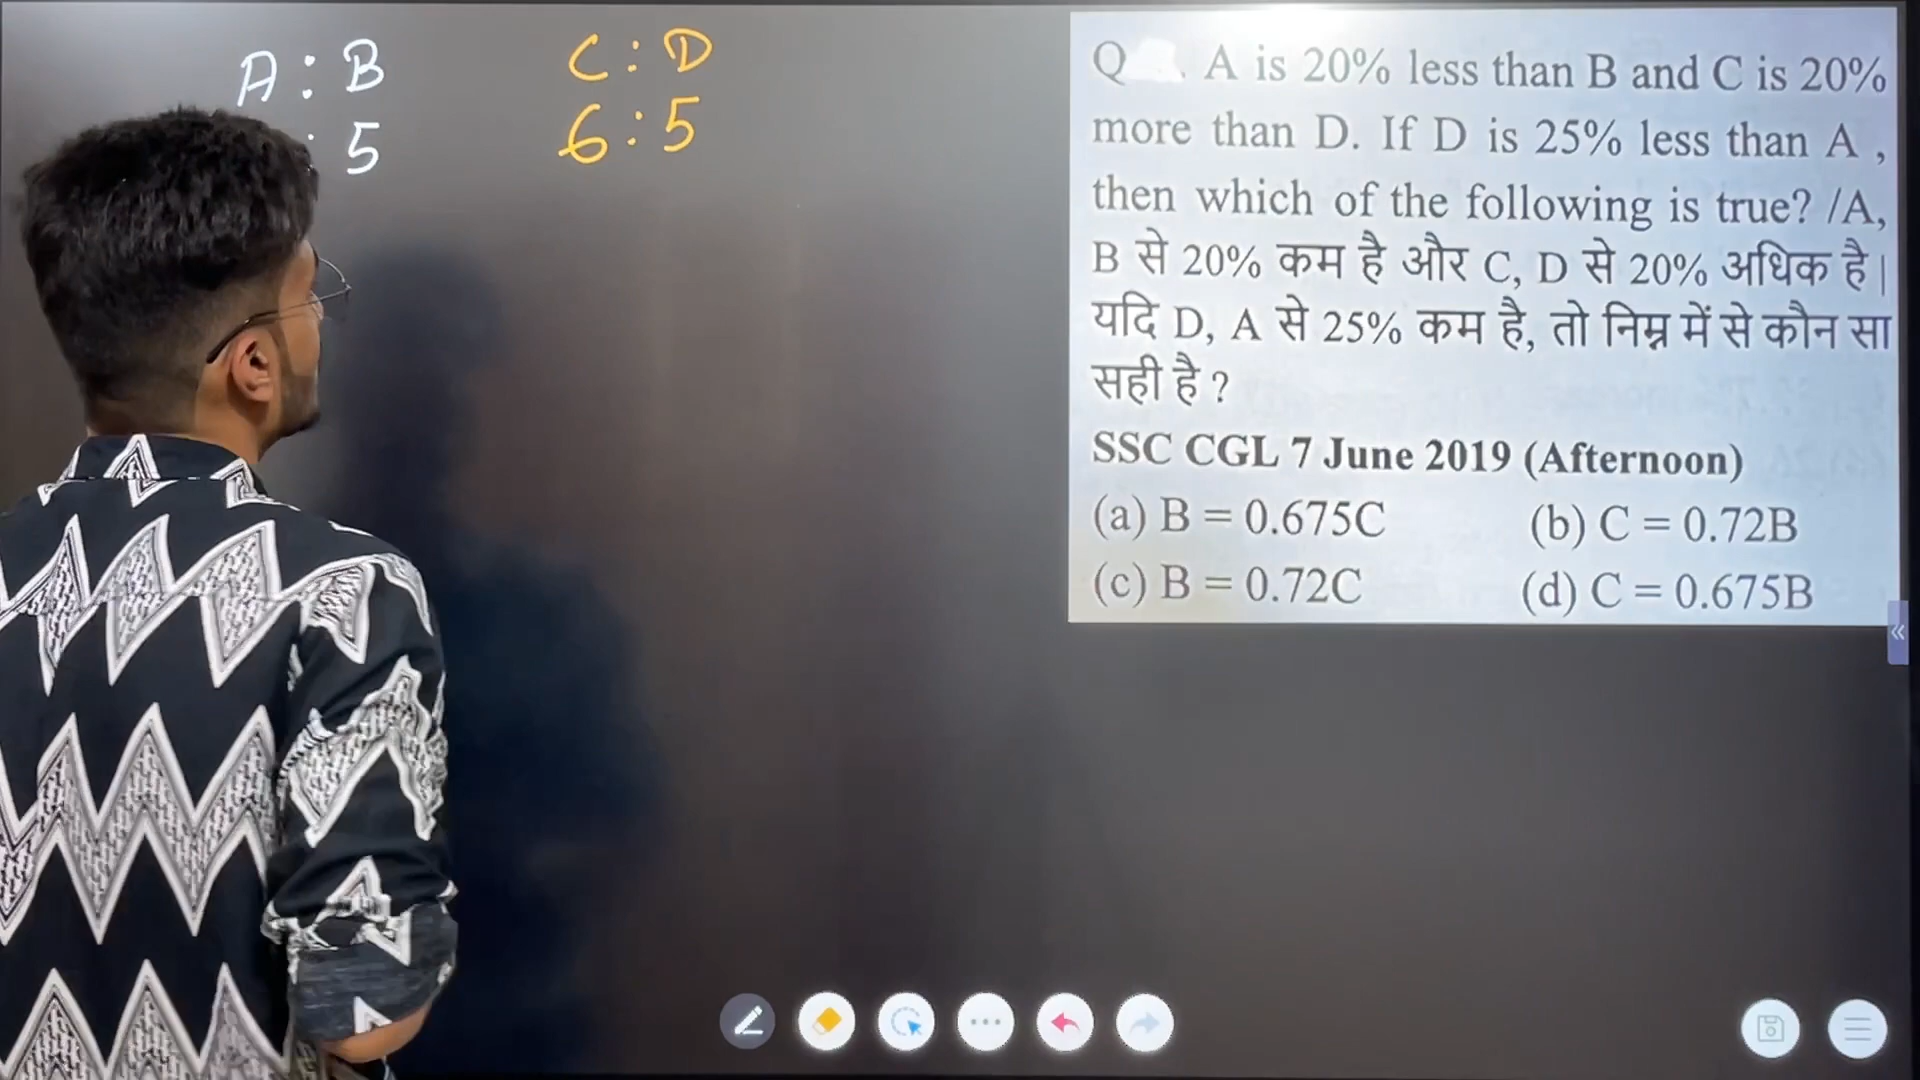 A : B
: 5
C : D
6 : 5
Q . A is 20% less than B and C is 20%
more than D. If D is 25% less than A ,
then which of the following is true? /A,
B से 20% कम है और C, D से 20% अधिक है|
यदि D, A से 25% कम है, तो निम्न में से कौन सा
सही है ?
SSC CGL 7 June 2019 (Afternoon)
(a) B = 0.675C (b) C = 0.72B
(c) B = 0.72C (d) C = 0.675B